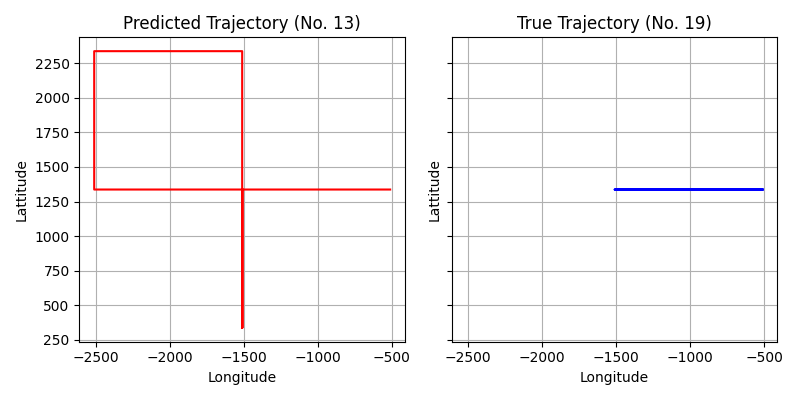 Predicted Trajectory (No. 13)
True Trajectory (No. 19)
Lattitude
2250
2000
1750
1500
1250
1000
750
500
250
−2500 −2000 −1500 −1000 −500
Longitude
Lattitude
−2500 −2000 −1500 −1000 −500
Longitude